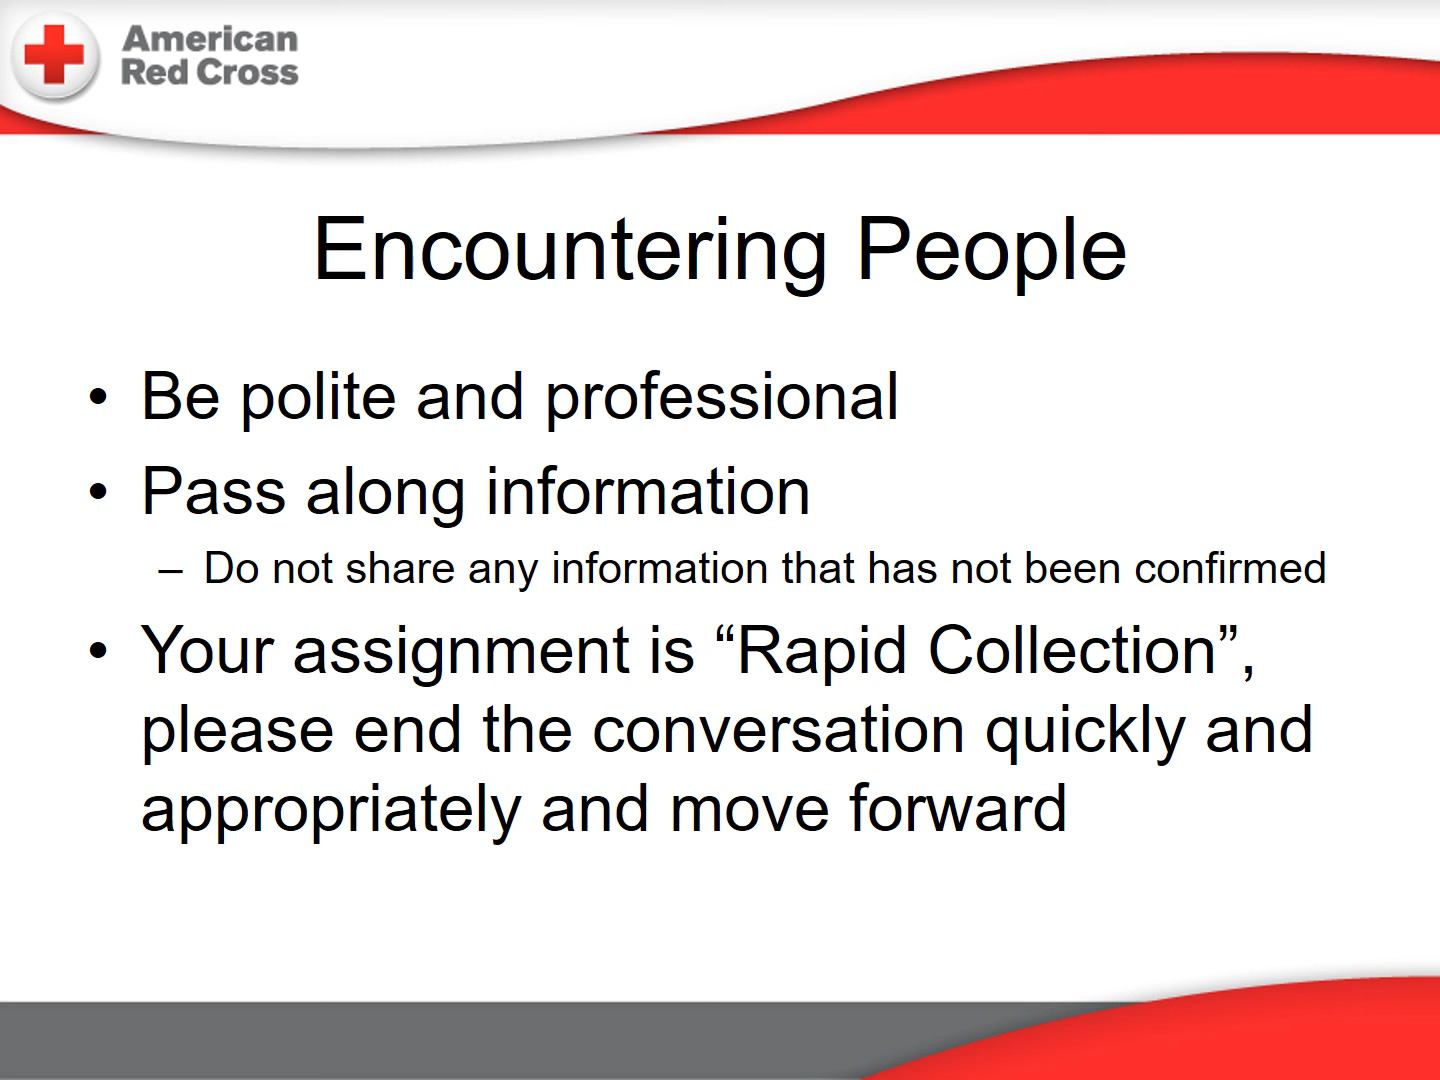 American
Red Cross
Encountering People
• Be polite and professional
• Pass along information
– Do not share any information that has not been confirmed
• Your assignment is “Rapid Collection”,
please end the conversation quickly and
appropriately and move forward